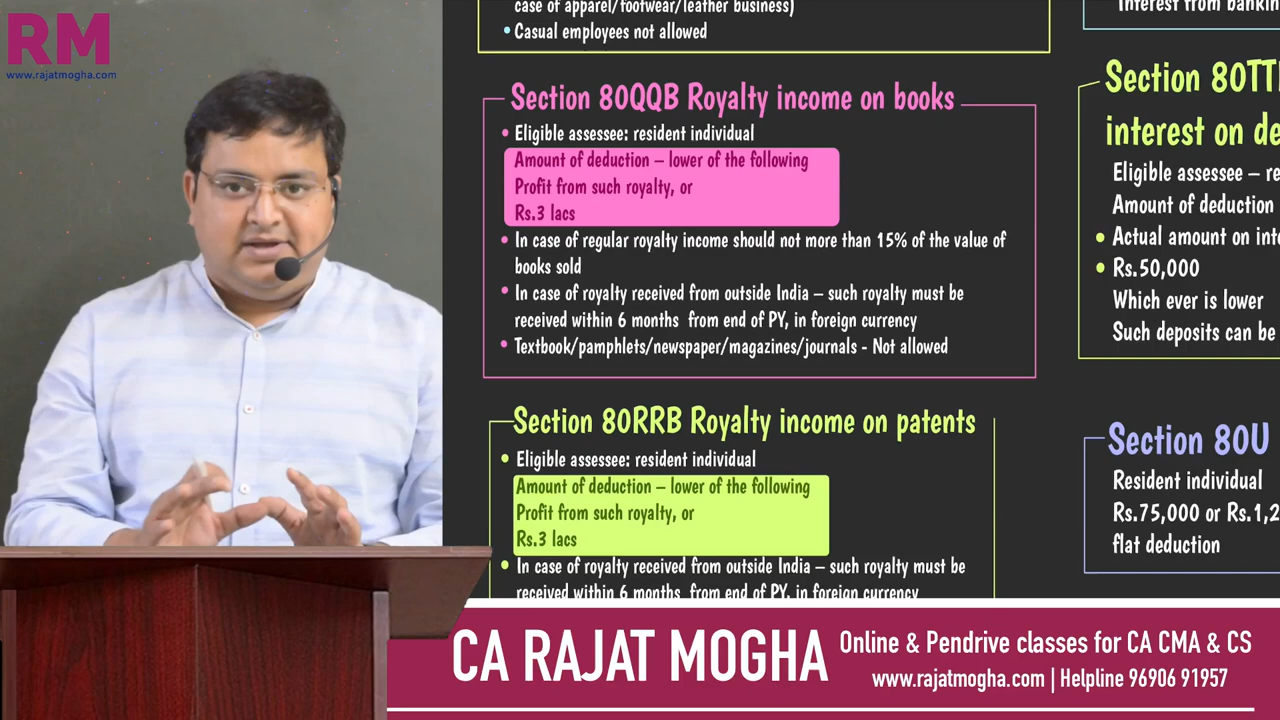 RM
www.rajatmogha.com
case of apparel/footwear/leather business)
• Casual employees not allowed
Section 80QQB Royalty income on books
• Eligible assessee: resident individual
Amount of deduction – lower of the following
Profit from such royalty, or
Rs.3 lacs
• In case of regular royalty income should not more than 15% of the value of
books sold
• In case of royalty received from outside India – such royalty must be
received within 6 months from end of PY, in foreign currency
• Textbook/pamphlets/newspaper/magazines/journals - Not allowed
Section 80RRB Royalty income on patents
• Eligible assessee: resident individual
Amount of deduction – lower of the following
Profit from such royalty, or
Rs.3 lacs
• In case of royalty received from outside India – such royalty must be
received within 6 months from end of PY, in foreign currency
Interest from
Section
interest on
Eligible assessee –
Amount of deduction
• Actual amount on
• Rs.50,000
Which ever is lower
Such deposits can be
Section 80U
Resident individual
Rs.75,000 or
flat deduction
CA RAJAT MOGHA
Online & Pendrive classes for CA CMA & CS
www.rajatmogha.com | Helpline 96906 91957